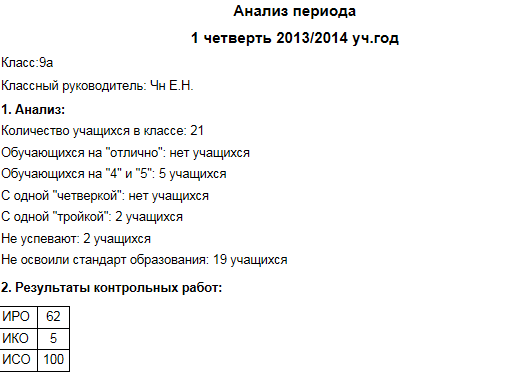 Анализ периода
1 четверть 2013/2014 уч.год
Класс:9а
Классный руководитель: Чн Е.Н.
1. Анализ:
Количество учащихся в классе: 21
Обучающихся на "отлично": нет учащихся
Обучающихся на "4" и "5": 5 учащихся
С одной "четверкой": нет учащихся
С одной "тройкой": 2 учащихся
Не успевают: 2 учащихся
Не освоили стандарт образования: 19 учащихся
2. Результаты контрольных работ:
ИРО 62
ИКО 5
ИСО 100